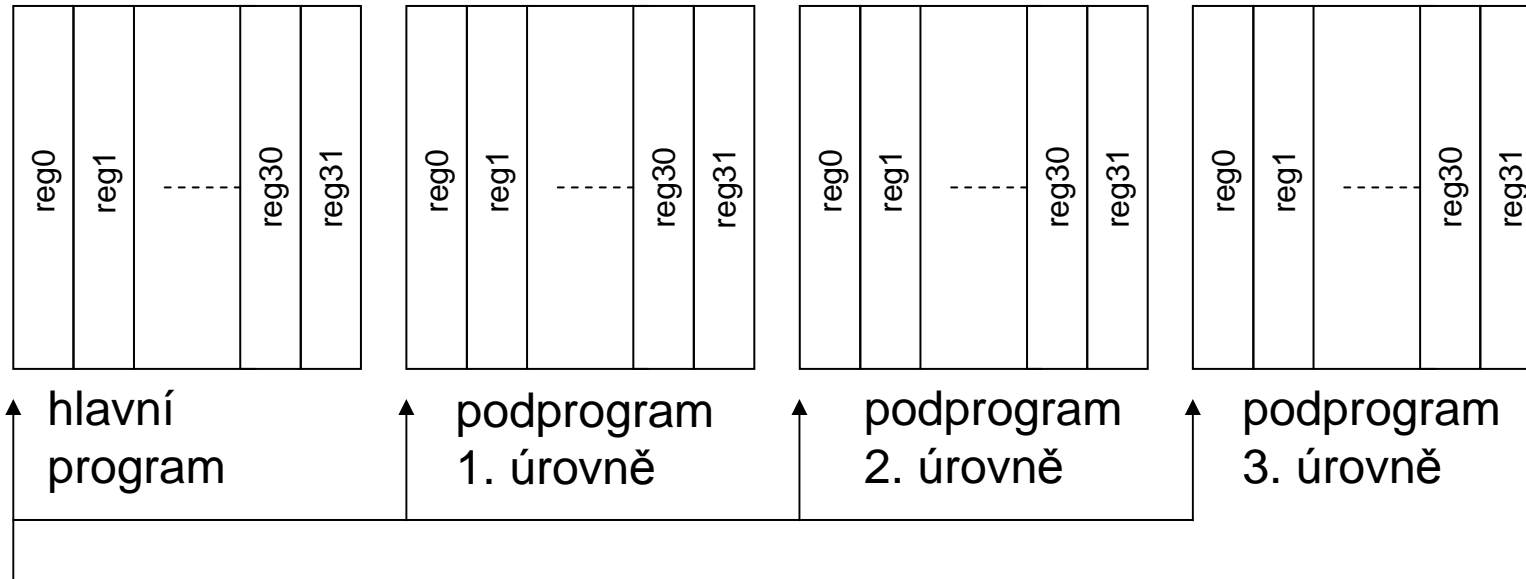 reg0
reg1
reg30
reg31
reg0
reg1
reg30
reg31
reg0
reg1
reg30
reg31
reg0
reg1
reg30
reg31
hlavní
program
podprogram
1. úrovně
podprogram
2. úrovně
podprogram
3. úrovně